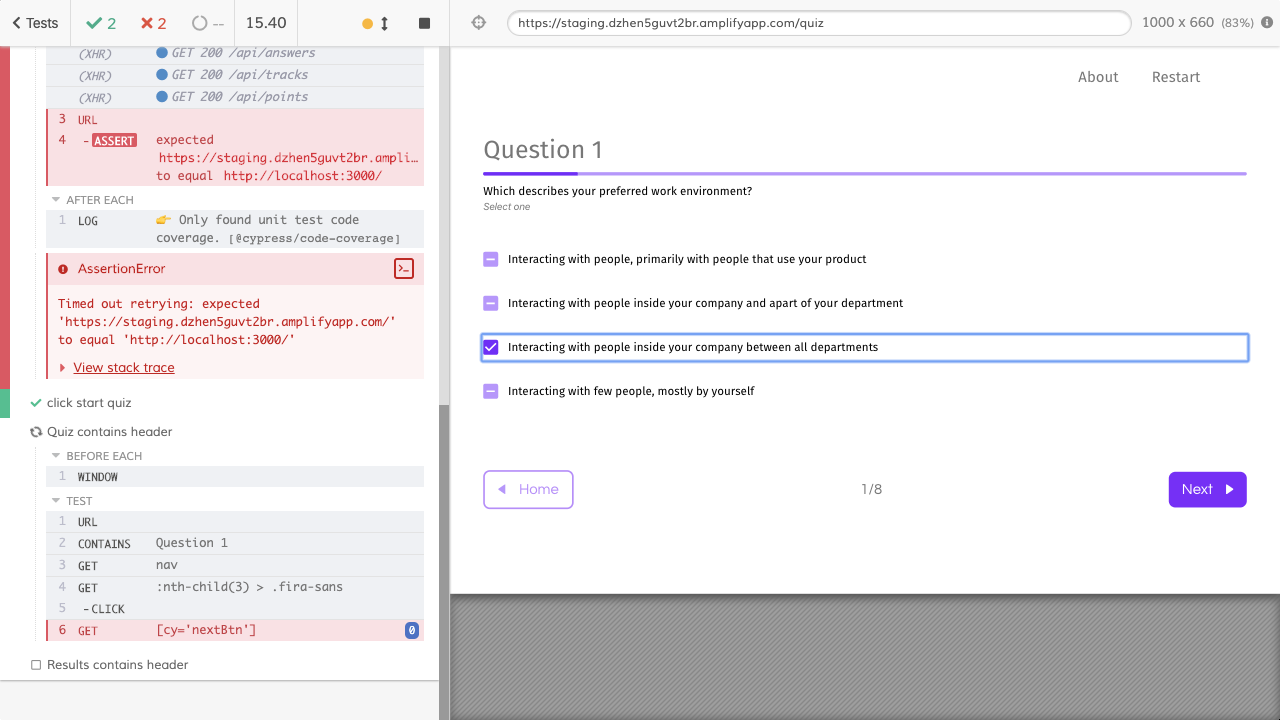 Tests
2
2
--
15.40
https://staging.dzhen5guvt2br.amplifyapp.com/quiz
1000 x 660 (83%)
(XHR) GET 200 /api/answers
(XHR) GET 200 /api/tracks
(XHR) GET 200 /api/points
3 URL
4 -ASSERT expected
https://staging.dzhen5guvt2br.ampli…
to equal http://localhost:3000/
AFTER EACH
1 LOG 👉 Only found unit test code
coverage. [@cypress/code-coverage]
AssertionError
Timed out retrying: expected
'https://staging.dzhen5guvt2br.amplifyapp.com/'
to equal 'http://localhost:3000/'
View stack trace
click start quiz
Quiz contains header
BEFORE EACH
1 WINDOW
TEST
1 URL
2 CONTAINS Question 1
3 GET nav
4 GET :nth-child(3) > .fira-sans
5 -CLICK
6 GET [cy='nextBtn'] 0
Results contains header
About
Restart
Question 1
Which describes your preferred work environment?
Select one
Interacting with people, primarily with people that use your product
Interacting with people inside your company and apart of your department
Interacting with people inside your company between all departments
Interacting with few people, mostly by yourself
Home
1/8
Next